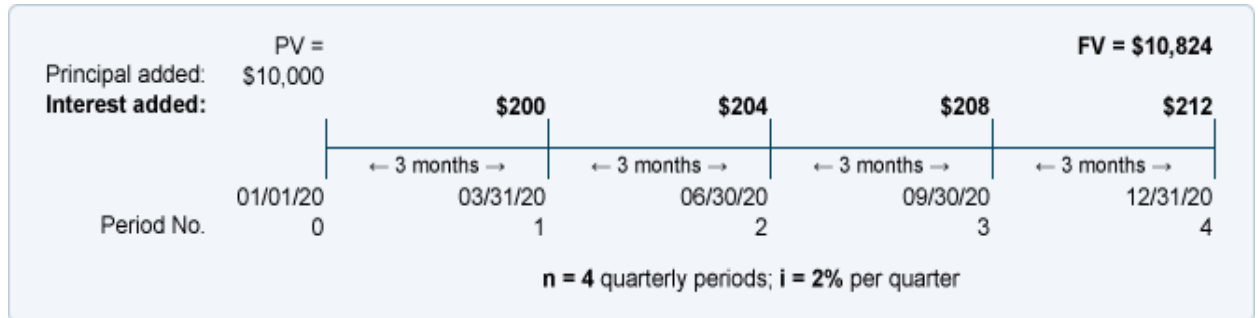 PV = FV = $10,824
Principal added: $10,000
Interest added: $200 $204 $208 $212
← 3 months → ← 3 months → ← 3 months → ← 3 months →
01/01/20 03/31/20 06/30/20 09/30/20 12/31/20
Period No. 0 1 2 3 4
n = 4 quarterly periods; i = 2% per quarter